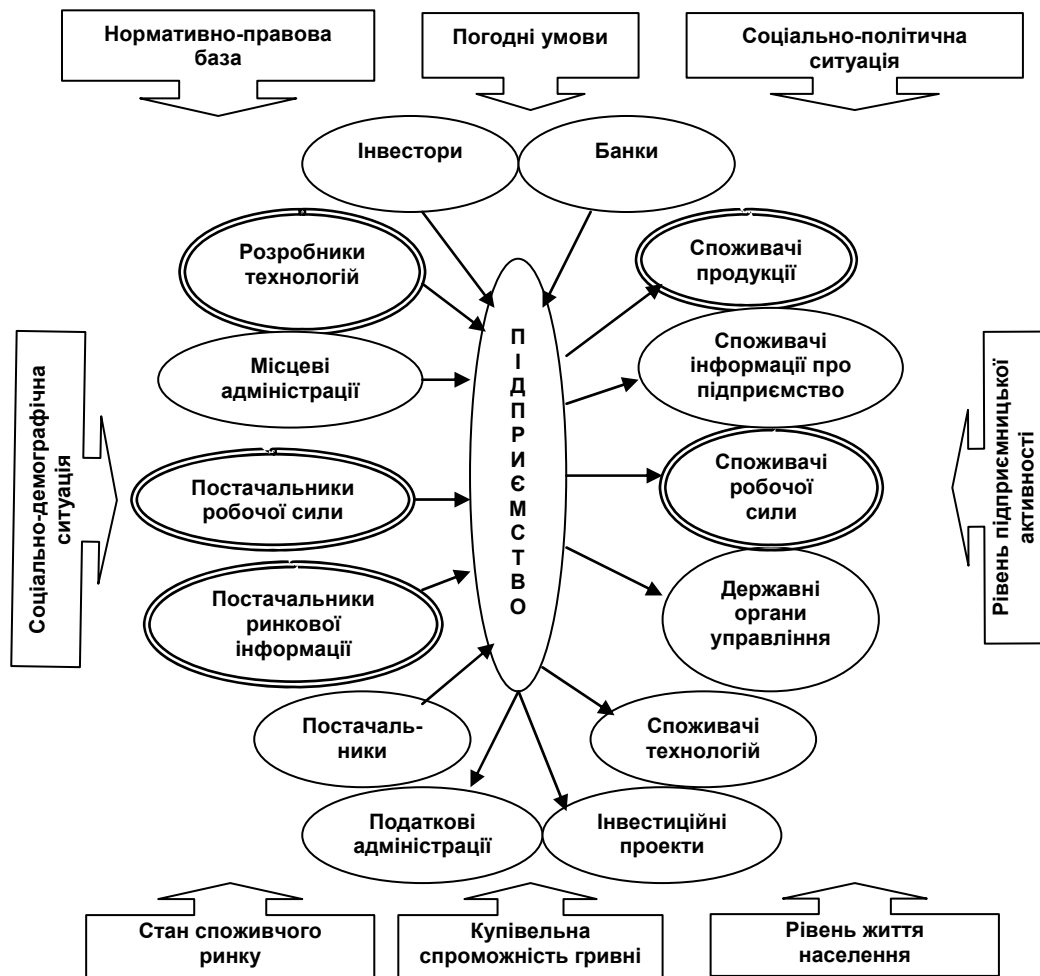 Нормативно-правова
база
Погодні умови
Соціально-політична
ситуація
Інвестори
Банки
Розробники
технологій
Споживачі
продукції
Місцеві
адміністрації
Споживачі
інформації про
підприємство
Соціально-демографічна
ситуація
ПІДПРИЄМСТВО
Рівень підприємницької
активності
Постачальники
робочої сили
Споживачі
робочої
сили
Постачальники
ринкової
інформації
Державні
органи
управління
Постачаль-
ники
Споживачі
технологій
Податкові
адміністрації
Інвестиційні
проекти
Стан споживчого
ринку
Купівельна
спроможність гривні
Рівень життя
населення